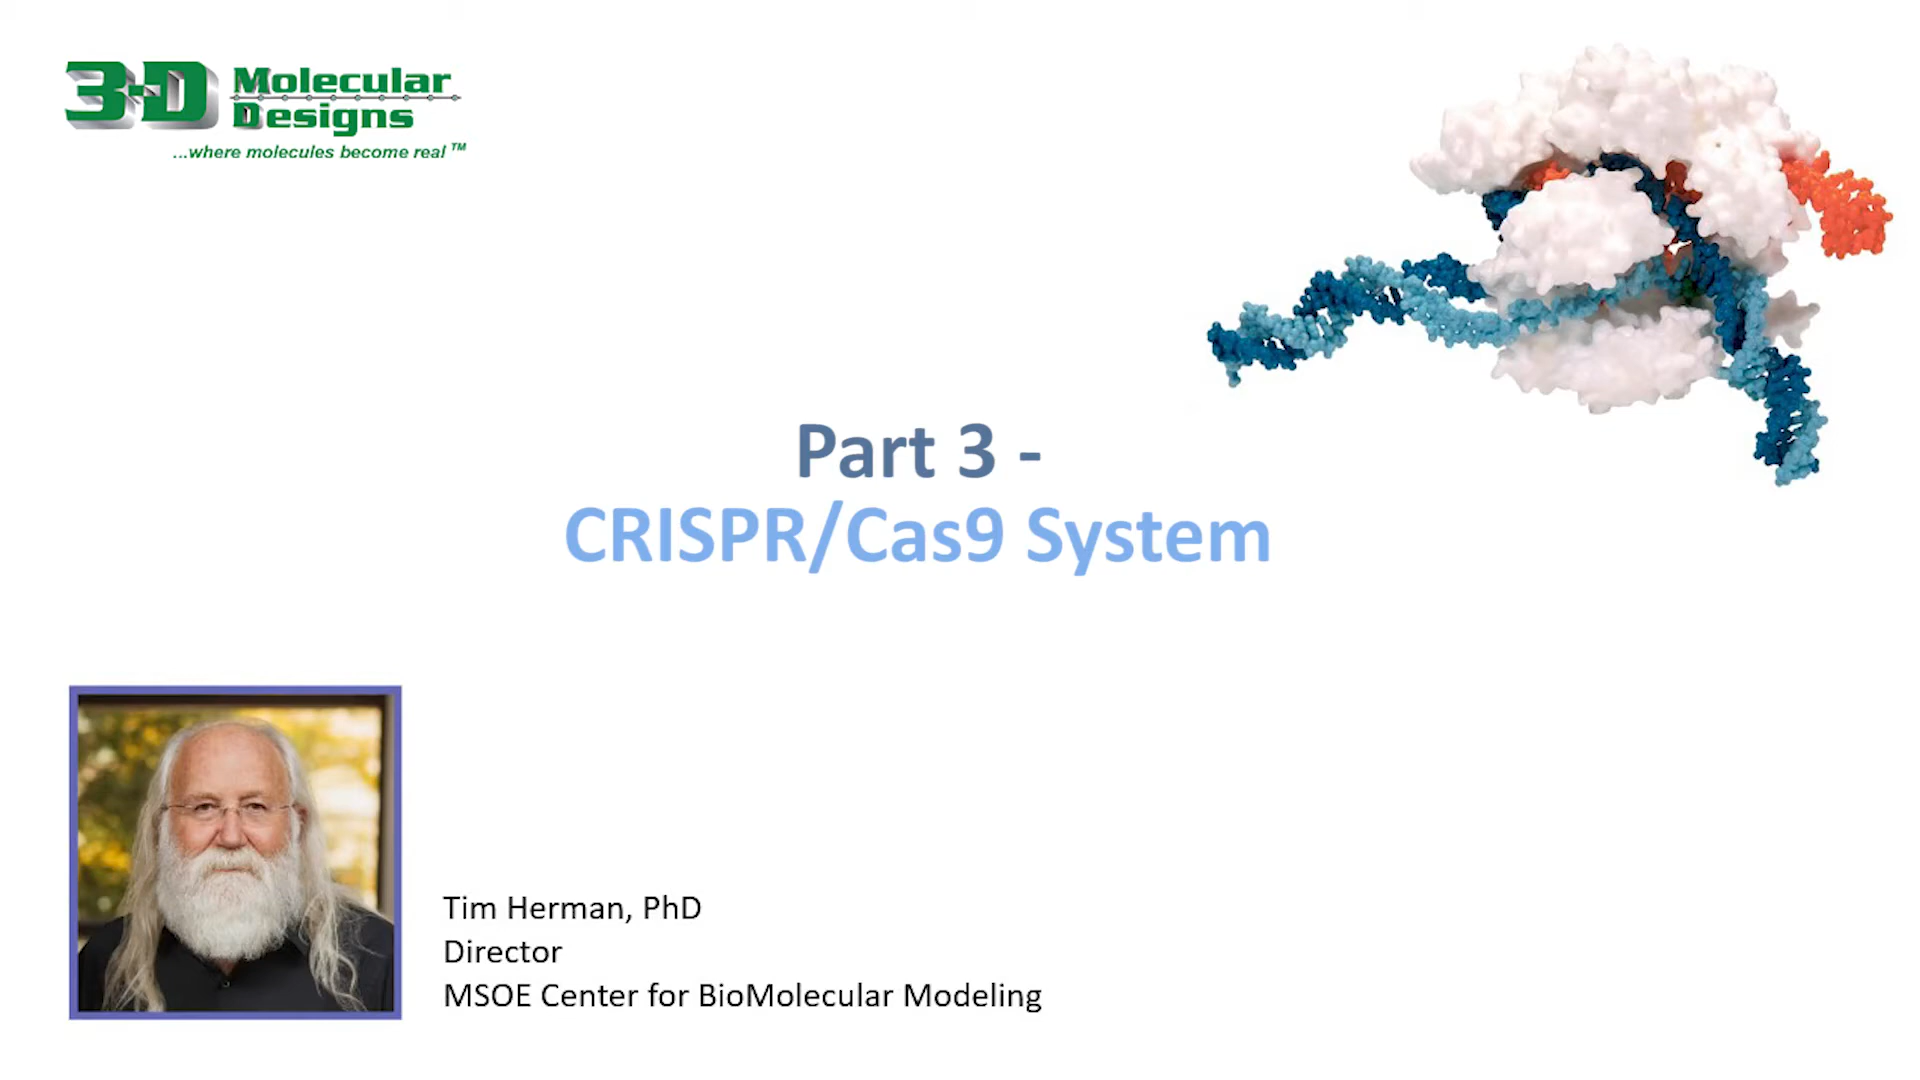 3-D Molecular
Designs
...where molecules become real ™
Part 3 -
CRISPR/Cas9 System
Tim Herman, PhD
Director
MSOE Center for BioMolecular Modeling